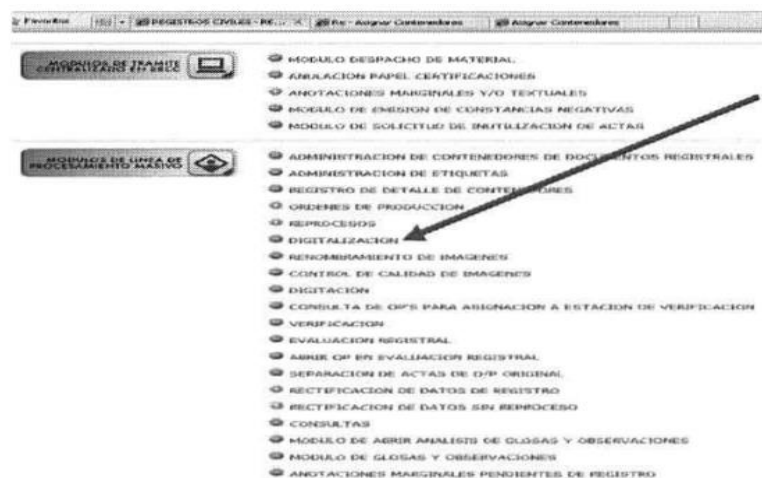 Favoritos
REGISTROS CIVILES - RE... X
Re - Asignar Contenedores
Asignar Contenedores
MODULOS DE TRAMITE
CENTRALIZADO EN RRCC
MODULO DESPACHO DE MATERIAL
ANULACION PAPEL CERTIFICACIONES
ANOTACIONES MARGINALES Y/O TEXTUALES
MODULO DE EMISION DE CONSTANCIAS NEGATIVAS
MODULO DE SOLICITUD DE INUTILIZACION DE ACTAS
MODULOS DE LINEA DE
PROCESAMIENTO MASIVO
ADMINISTRACION DE CONTENEDORES DE DOCUMENTOS REGISTRALES
ADMINISTRACION DE ETIQUETAS
REGISTRO DE DETALLE DE CONTENEDORES
ORDENES DE PRODUCCION
REPROCESOS
DIGITALIZACION
RENOMBRAMIENTO DE IMAGENES
CONTROL DE CALIDAD DE IMAGENES
DIGITACION
CONSULTA DE OP'S PARA ASIGNACION A ESTACION DE VERIFICACION
VERIFICACION
EVALUACION REGISTRAL
ABRIR OP EN EVALUACION REGISTRAL
SEPARACION DE ACTAS DE O/P ORIGINAL
RECTIFICACION DE DATOS DE REGISTRO
RECTIFICACION DE DATOS SIN REPROCESO
CONSULTAS
MODULO DE ABRIR ANALISIS DE GLOSAS Y OBSERVACIONES
MODULO DE GLOSAS Y OBSERVACIONES
ANOTACIONES MARGINALES PENDIENTES DE REGISTRO